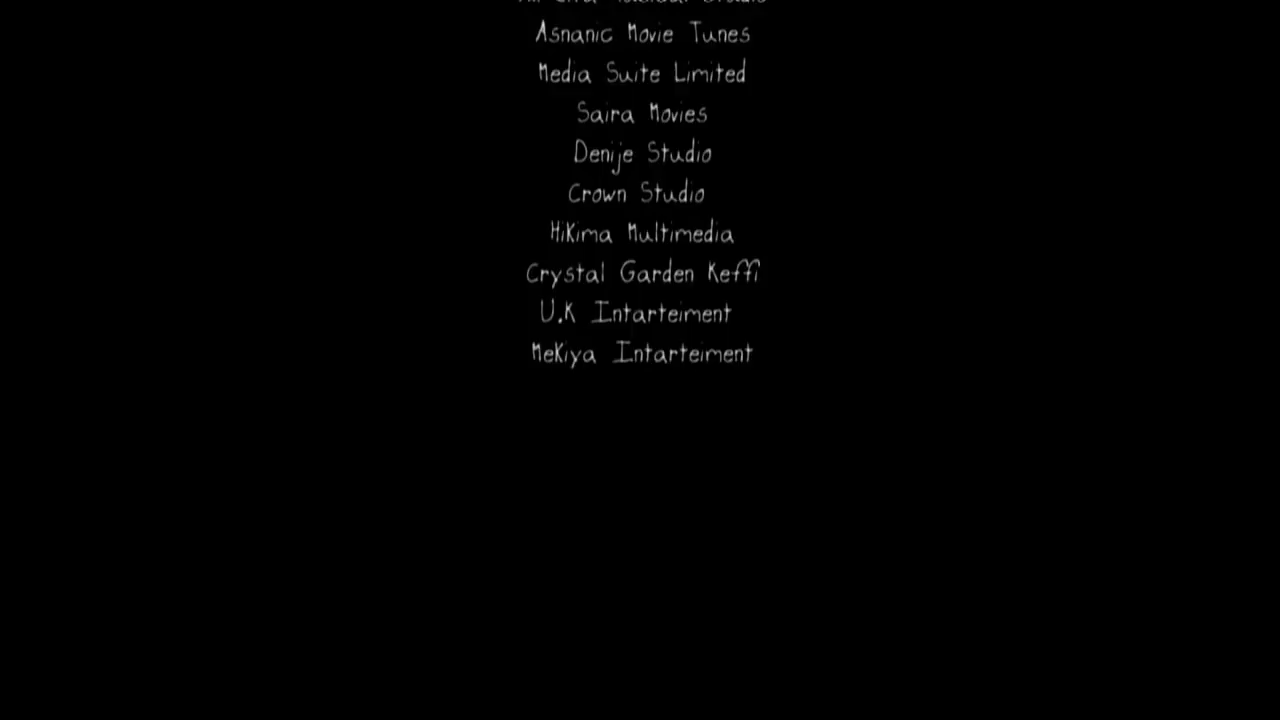 Asnanic Movie Tunes
Media Suite Limited
Saira Movies
Denije Studio
Crown Studio
Hikima Multimedia
Crystal Garden Keffi
U.K Intarteiment
Mekiya Intarteiment